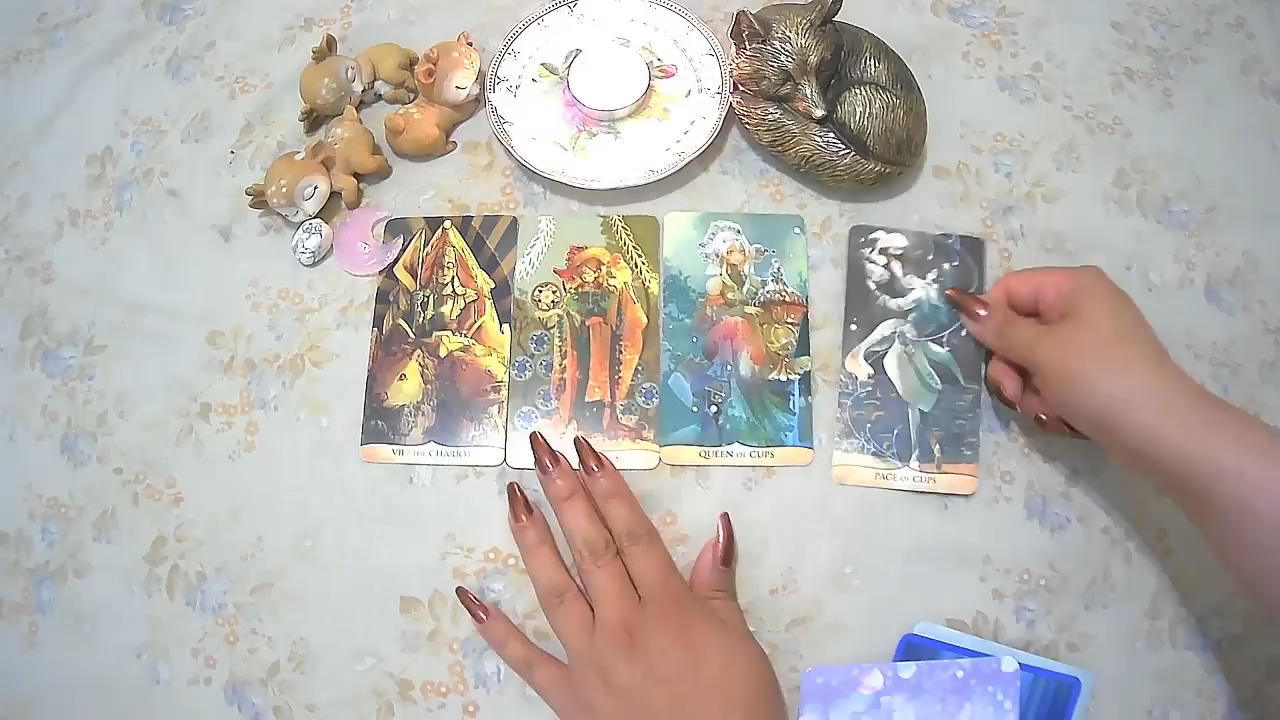 VII THE CHARIOT
QUEEN OF CUPS
PAGE OF CUPS